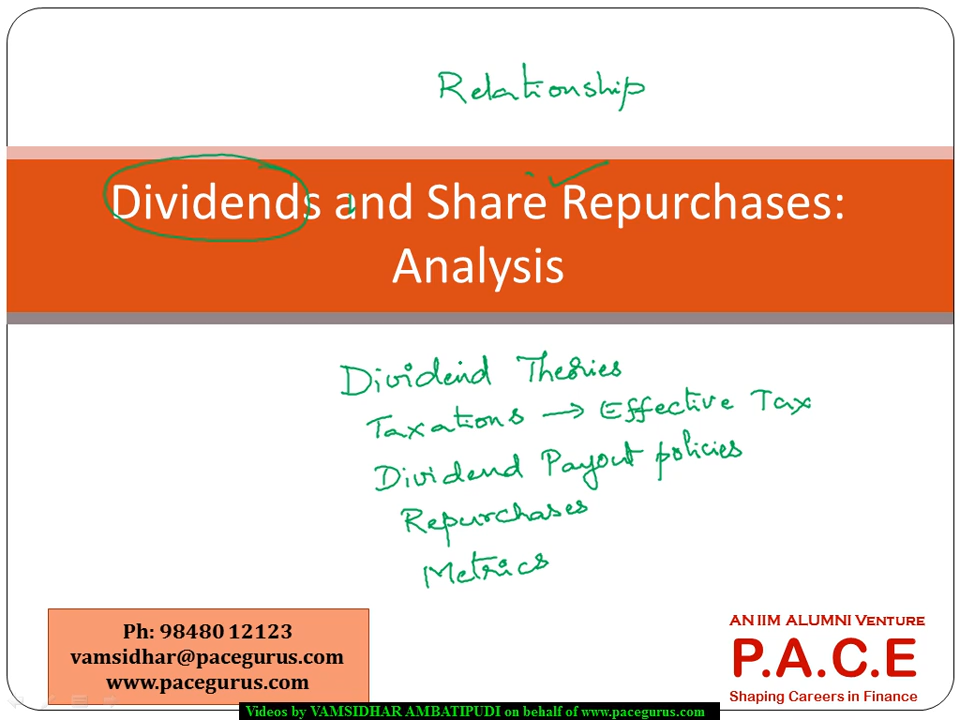 Relationship
Dividends and Share Repurchases:
Analysis
Dividend Theories
Taxations → Effective Tax
Dividend Payout policies
Repurchases
Metrics
Ph: 98480 12123
vamsidhar@pacegurus.com
www.pacegurus.com
AN IIM ALUMNI VENTURE
P.A.C.E
Shaping Careers in Finance
Videos by VAMSIDHAR AMBATIPUDI on behalf of www.pacegurus.com